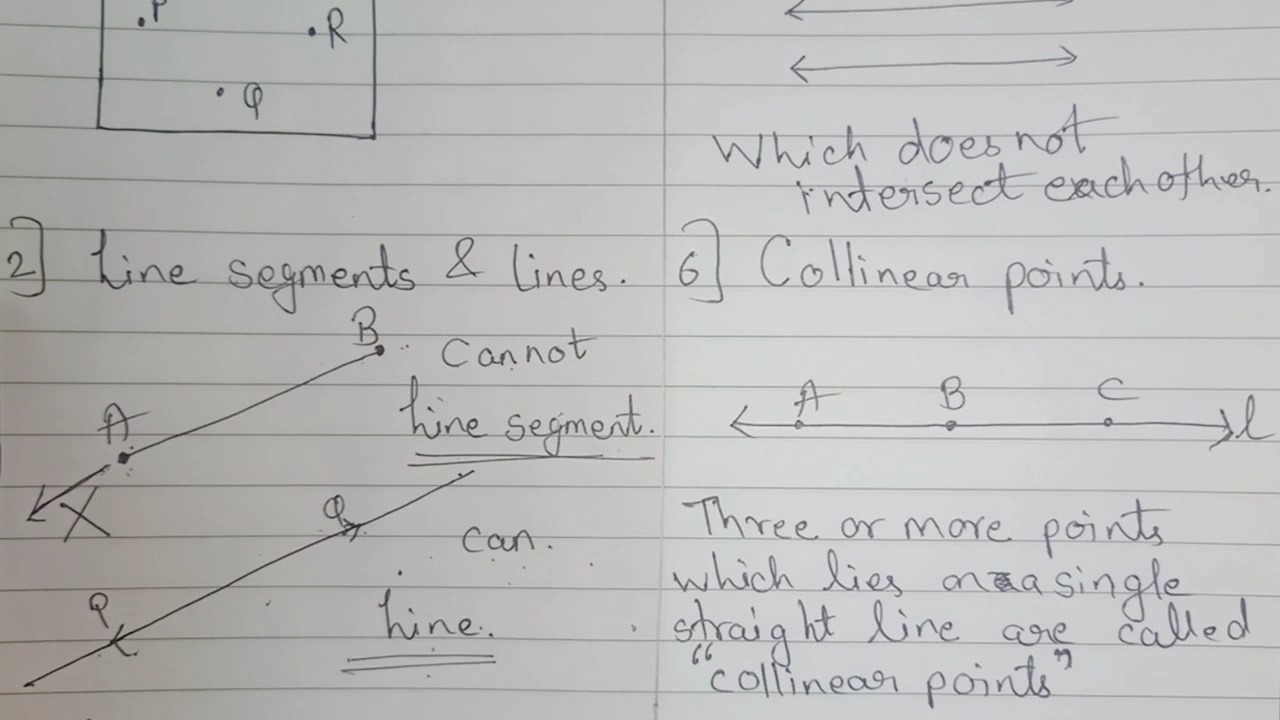 P
R
Q
2] Line segments & lines.
B
Cannot
A
Line segment.
X
Q
can.
P
Line.
Which does not
intersect each other.
6] Collinear points.
A B C
l
Three or more points
which lies on a single
straight line are called
“collinear points”